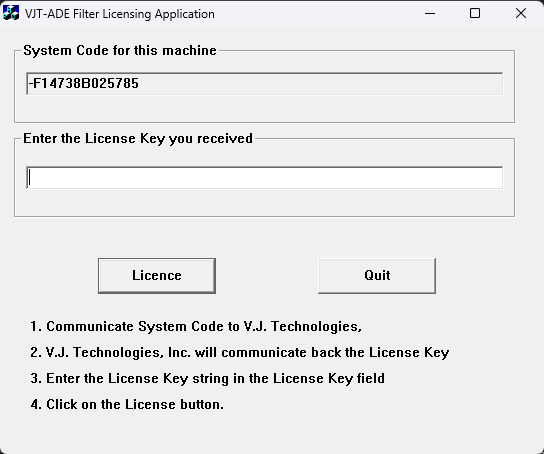 VJT-ADE Filter Licensing Application
System Code for this machine
-F14738B025785
Enter the License Key you received
Licence
Quit
1. Communicate System Code to V.J. Technologies,
2. V.J. Technologies, Inc. will communicate back the License Key
3. Enter the License Key string in the License Key field
4. Click on the License button.